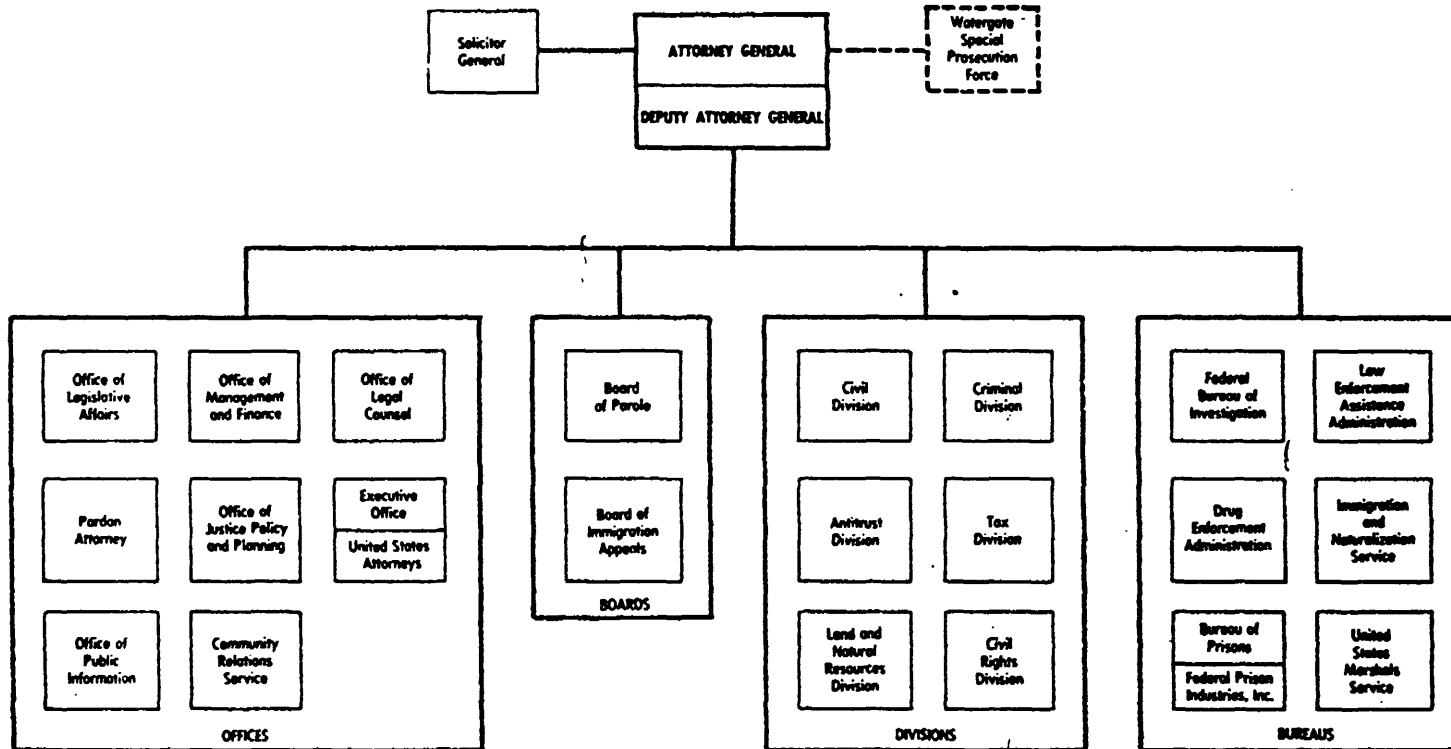 Solicitor
General
ATTORNEY GENERAL
DEPUTY ATTORNEY GENERAL
Watergate
Special
Prosecution
Force
Office of
Legislative
Affairs
Office of
Management
and Finance
Office of
Legal
Counsel
Pardon
Attorney
Office of
Justice Policy
and Planning
Executive
Office
United States
Attorneys
Office of
Public
Information
Community
Relations
Service
OFFICES
Board
of Parole
Board of
Immigration
Appeals
BOARDS
Civil
Division
Criminal
Division
Antitrust
Division
Tax
Division
Land and
Natural
Resources
Division
Civil
Rights
Division
DIVISIONS
Federal
Bureau of
Investigation
Law
Enforcement
Assistance
Administration
Drug
Enforcement
Administration
Immigration
and
Naturalization
Service
Bureau of
Prisons
Federal Prison
Industries, Inc.
United
States
Marshals
Service
BUREAUS